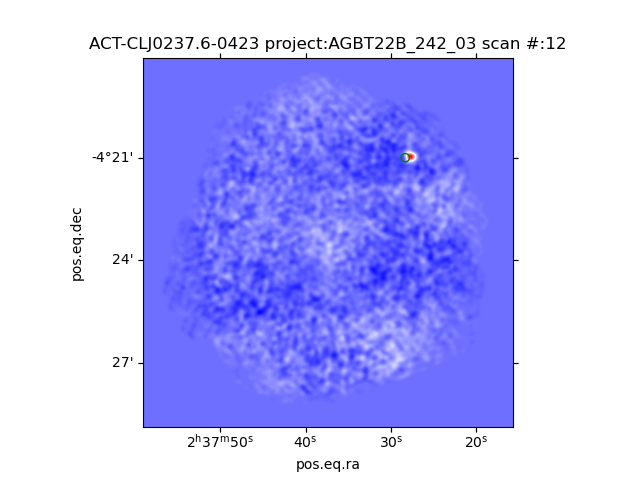 ACT-CLJ0237.6-0423 project:AGBT22B_242_03 scan #:12
-4°21'
24'
27'
pos.eq.dec
2ʰ37ᵐ50ˢ 40ˢ 30ˢ 20ˢ
pos.eq.ra